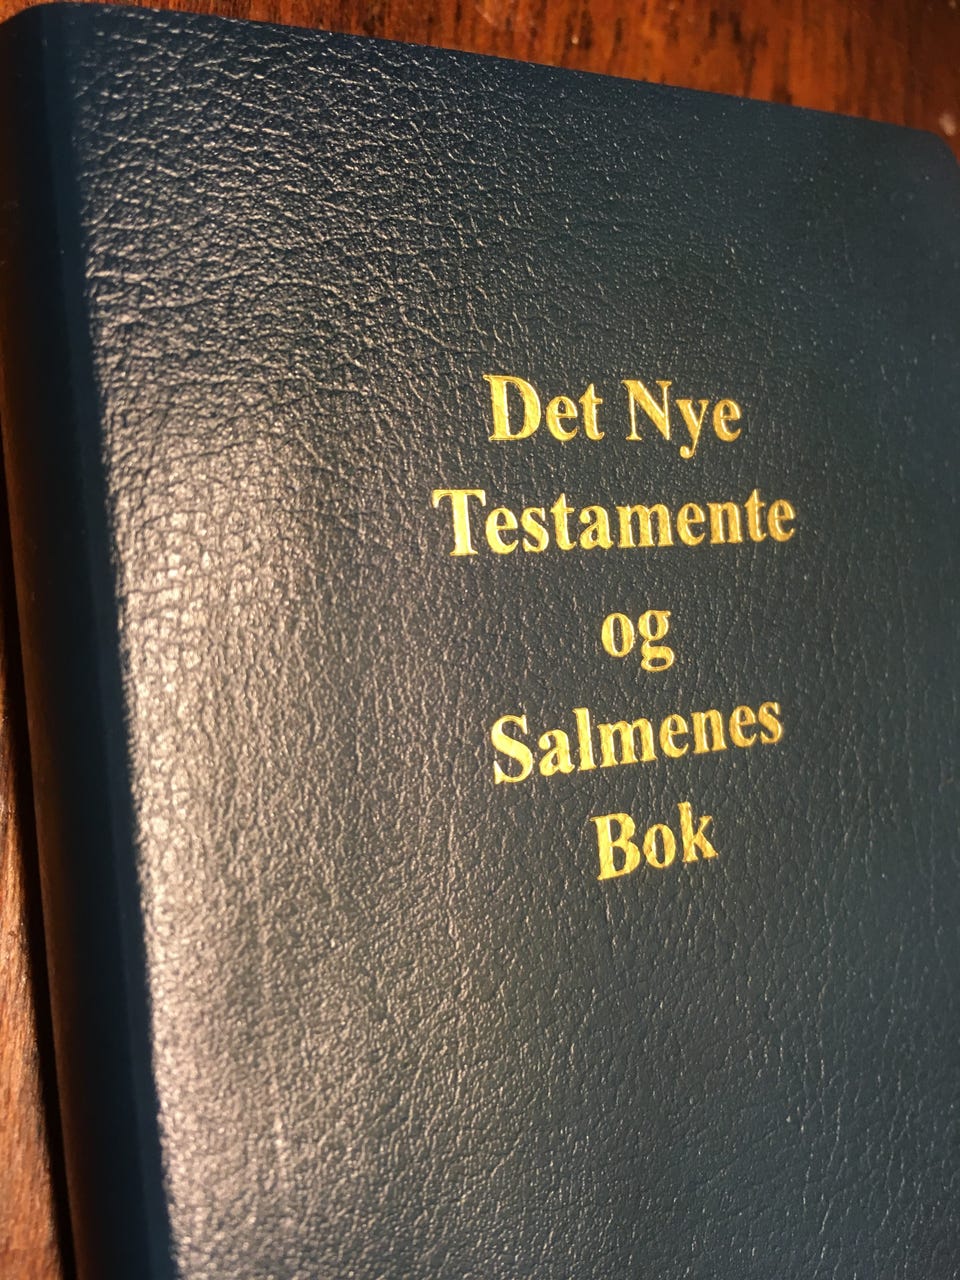 Det Nye
Testamente
og
Salmenes
Bok